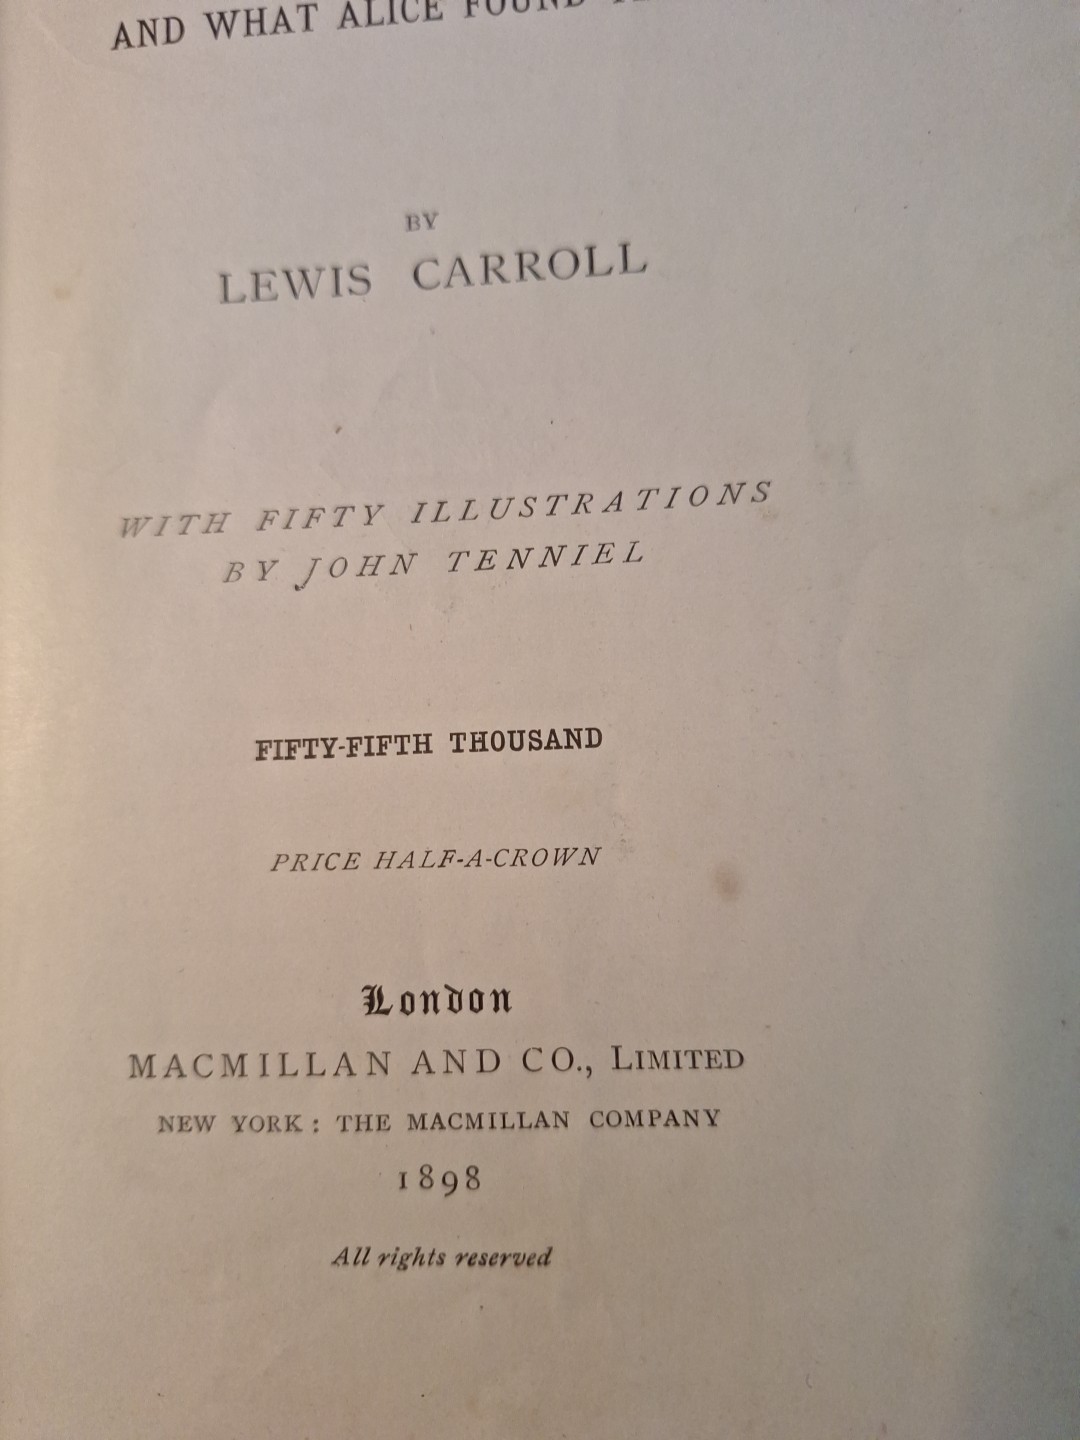 AND WHAT ALICE FOUND
BY
LEWIS CARROLL
WITH FIFTY ILLUSTRATIONS
BY JOHN TENNIEL
FIFTY-FIFTH THOUSAND
PRICE HALF-A-CROWN
London
MACMILLAN AND CO., LIMITED
NEW YORK: THE MACMILLAN COMPANY
1898
All rights reserved